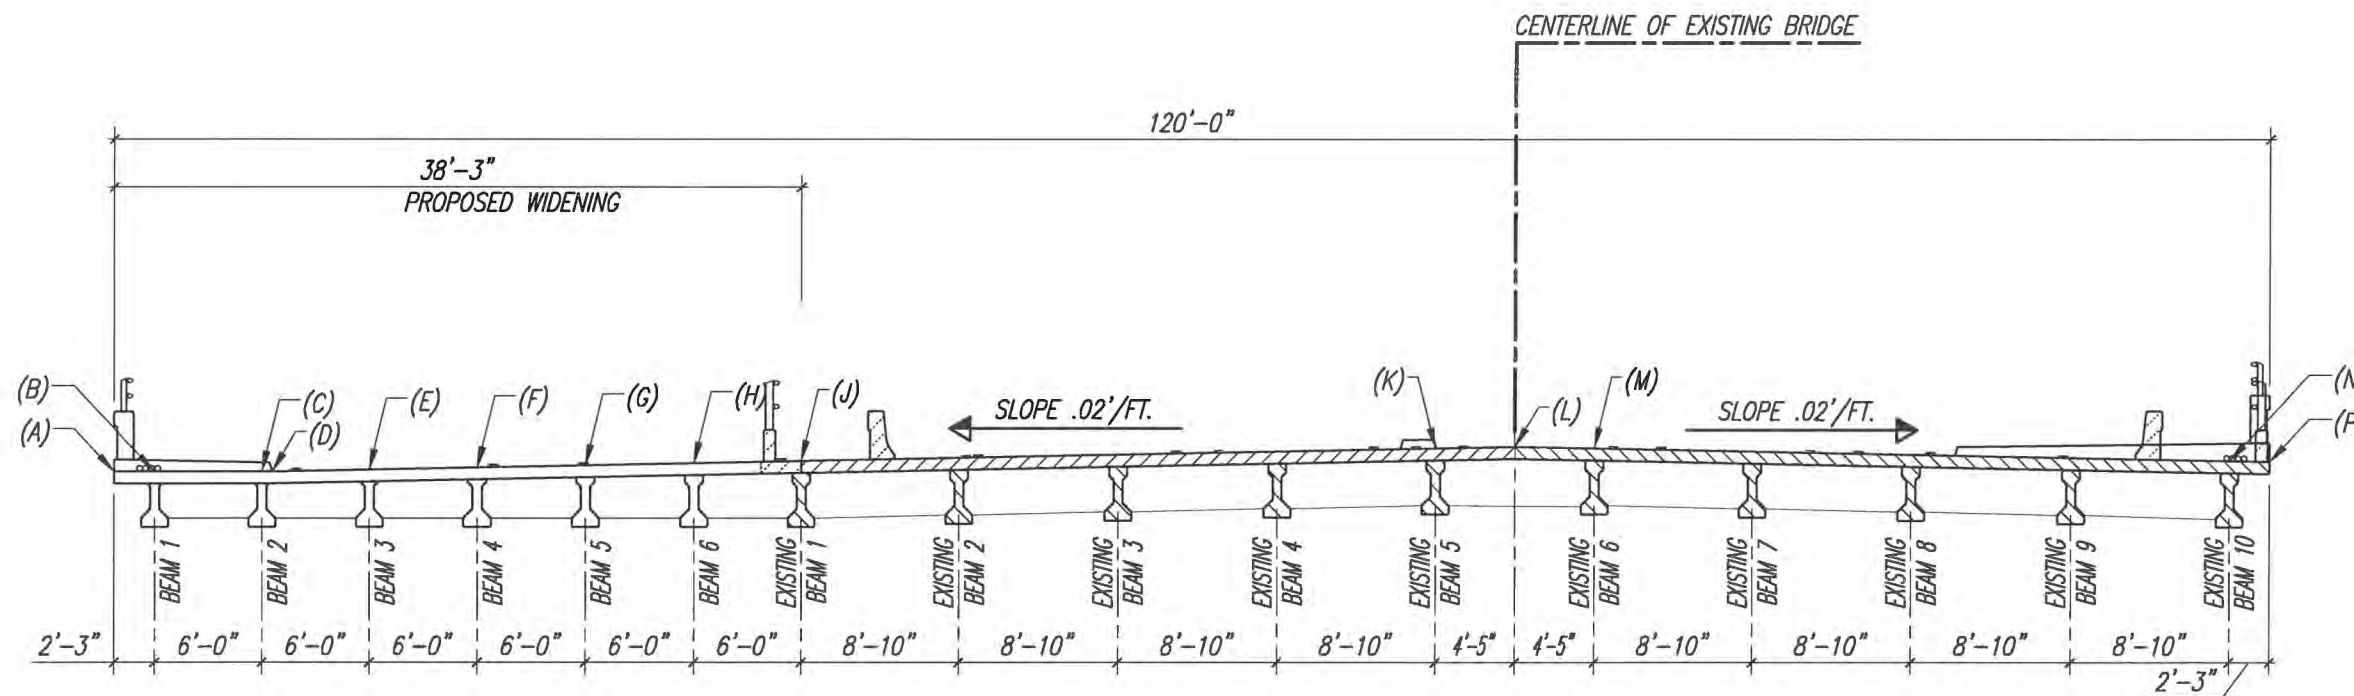 CENTERLINE OF EXISTING BRIDGE
120'-0"
38'-3"
PROPOSED WIDENING
(B)
(A)
(C)
(D)
(E)
(F)
(G)
(H)
(J)
SLOPE .02'/FT.
(K)
(L)
(M)
SLOPE .02'/FT.
BEAM 1
BEAM 2
BEAM 3
BEAM 4
BEAM 5
BEAM 6
EXISTING
BEAM 1
EXISTING
BEAM 2
EXISTING
BEAM 3
EXISTING
BEAM 4
EXISTING
BEAM 5
EXISTING
BEAM 6
EXISTING
BEAM 7
EXISTING
BEAM 8
EXISTING
BEAM 9
EXISTING
BEAM 10
2'-3" 6'-0" 6'-0" 6'-0" 6'-0" 6'-0" 6'-0" 8'-10" 8'-10" 8'-10" 8'-10" 4'-5" 4'-5" 8'-10" 8'-10" 8'-10" 8'-10"
2'-3"